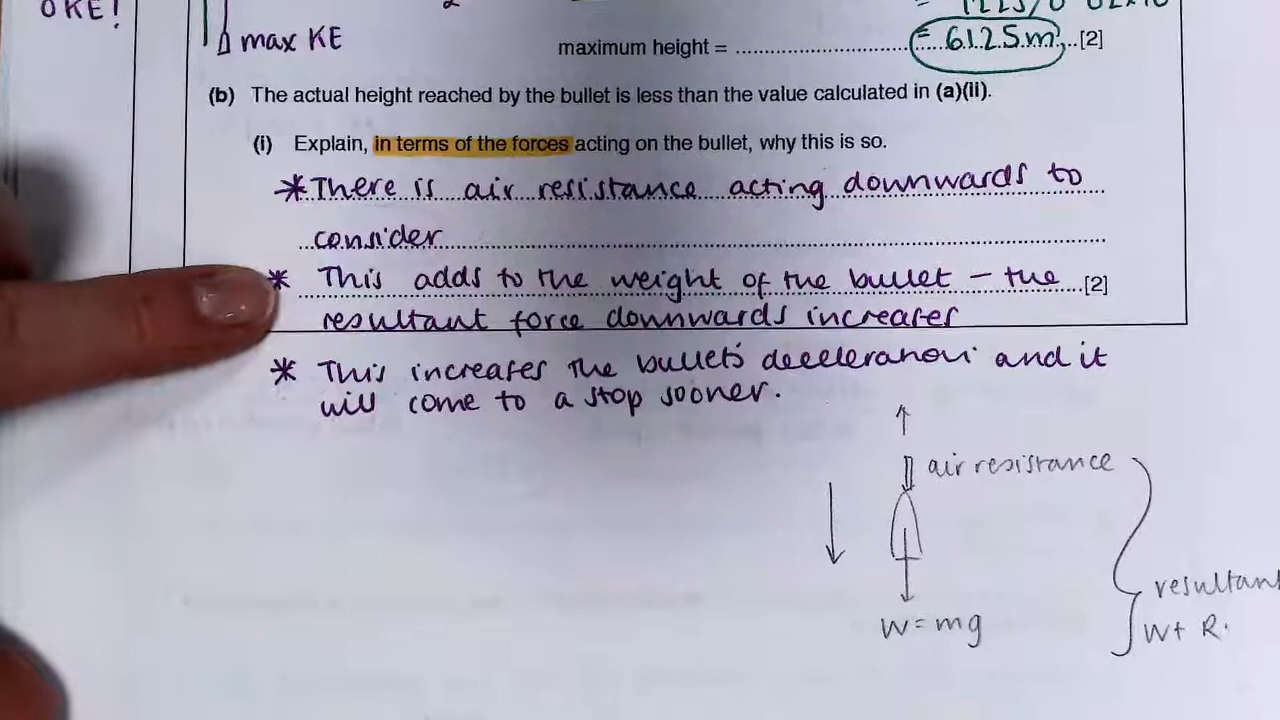 OKE!
max KE
maximum height = ............ = 6125m. [2]
(b) The actual height reached by the bullet is less than the value calculated in (a)(ii).
(i) Explain, in terms of the forces acting on the bullet, why this is so.
* There is air resistance acting downwards to
consider
* This adds to the weight of the bullet – the [2]
resultant force downwards increases
* This increases the bullet's deceleration and it
will come to a stop sooner.
air resistance
resultant
W = mg
W + R.